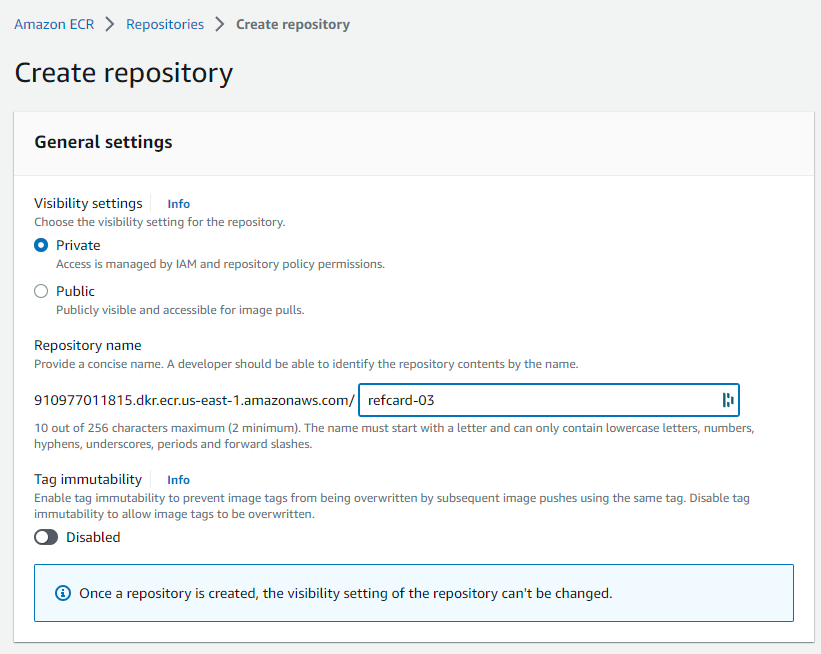 Amazon ECR > Repositories > Create repository
Create repository
General settings
Visibility settings Info
Choose the visibility setting for the repository.
Private
Access is managed by IAM and repository policy permissions.
Public
Publicly visible and accessible for image pulls.
Repository name
Provide a concise name. A developer should be able to identify the repository contents by the name.
910977011815.dkr.ecr.us-east-1.amazonaws.com/ refcard-03
10 out of 256 characters maximum (2 minimum). The name must start with a letter and can only contain lowercase letters, numbers,
hyphens, underscores, periods and forward slashes.
Tag immutability Info
Enable tag immutability to prevent image tags from being overwritten by subsequent image pushes using the same tag. Disable tag
immutability to allow image tags to be overwritten.
Disabled
Once a repository is created, the visibility setting of the repository can't be changed.